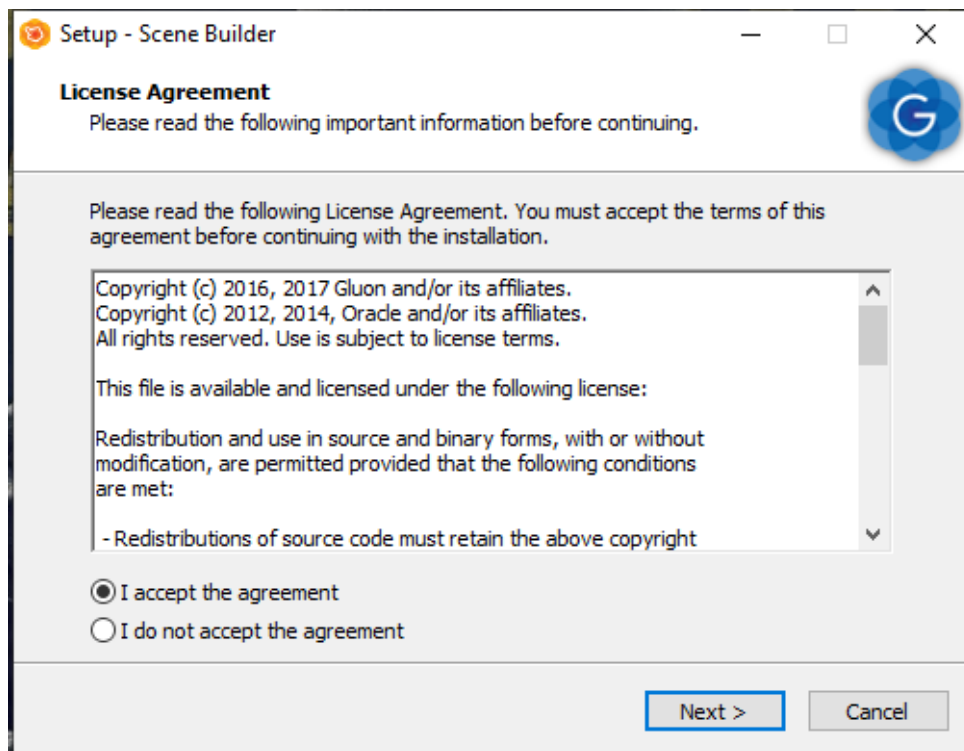 Setup - Scene Builder
License Agreement
Please read the following important information before continuing.
G
Please read the following License Agreement. You must accept the terms of this
agreement before continuing with the installation.
Copyright (c) 2016, 2017 Gluon and/or its affiliates.
Copyright (c) 2012, 2014, Oracle and/or its affiliates.
All rights reserved. Use is subject to license terms.
This file is available and licensed under the following license:
Redistribution and use in source and binary forms, with or without
modification, are permitted provided that the following conditions
are met:
- Redistributions of source code must retain the above copyright
I accept the agreement
I do not accept the agreement
Next >
Cancel